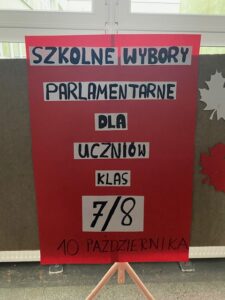 SZKOLNE WYBORY
PARLAMENTARNE
DLA
UCZNIÓW
KLAS
7/8
10 PAŹDZIERNIKA